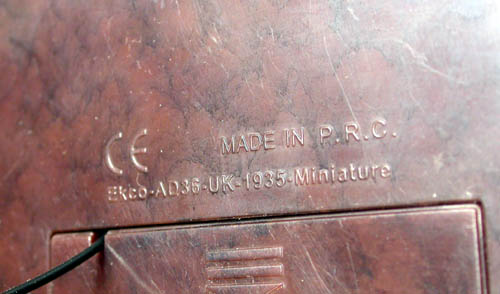 CE MADE IN P.R.C.
Ekco-AD36-UK-1935-Miniature